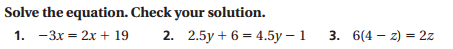 Solve the equation. Check your solution.
1. −3x = 2x + 19 2. 2.5y + 6 = 4.5y − 1 3. 6(4 − z) = 2z